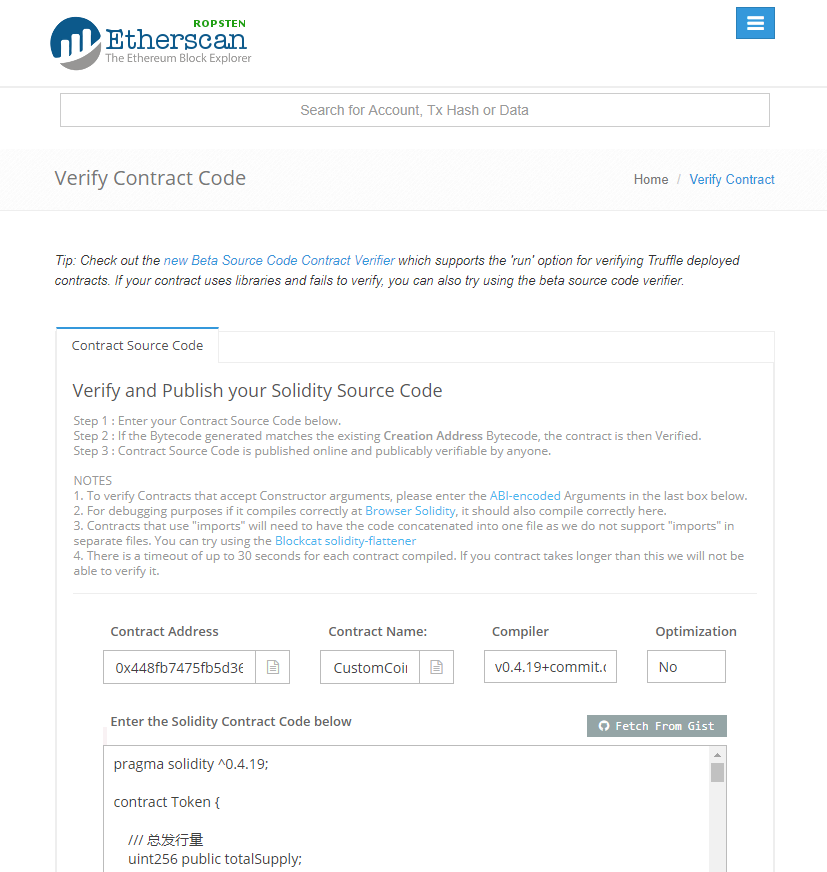 ROPSTEN
Etherscan
The Ethereum Block Explorer
Search for Account, Tx Hash or Data
Verify Contract Code
Home / Verify Contract
Tip: Check out the new Beta Source Code Contract Verifier which supports the 'run' option for verifying Truffle deployed
contracts. If your contract uses libraries and fails to verify, you can also try using the beta source code verifier.
Contract Source Code
Verify and Publish your Solidity Source Code
Step 1 : Enter your Contract Source Code below.
Step 2 : If the Bytecode generated matches the existing Creation Address Bytecode, the contract is then Verified.
Step 3 : Contract Source Code is published online and publicably verifiable by anyone.
NOTES
1. To verify Contracts that accept Constructor arguments, please enter the ABI-encoded Arguments in the last box below.
2. For debugging purposes if it compiles correctly at Browser Solidity, it should also compile correctly here.
3. Contracts that use "imports" will need to have the code concatenated into one file as we do not support "imports" in
separate files. You can try using the Blockcat solidity-flattener
4. There is a timeout of up to 30 seconds for each contract compiled. If you contract takes longer than this we will not be
able to verify it.
Contract Address Contract Name: Compiler Optimization
0x448fb7475fb5d36 CustomCoin v0.4.19+commit.c No
Enter the Solidity Contract Code below Fetch From Gist
pragma solidity ^0.4.19;
contract Token {
/// 总发行量
uint256 public totalSupply;